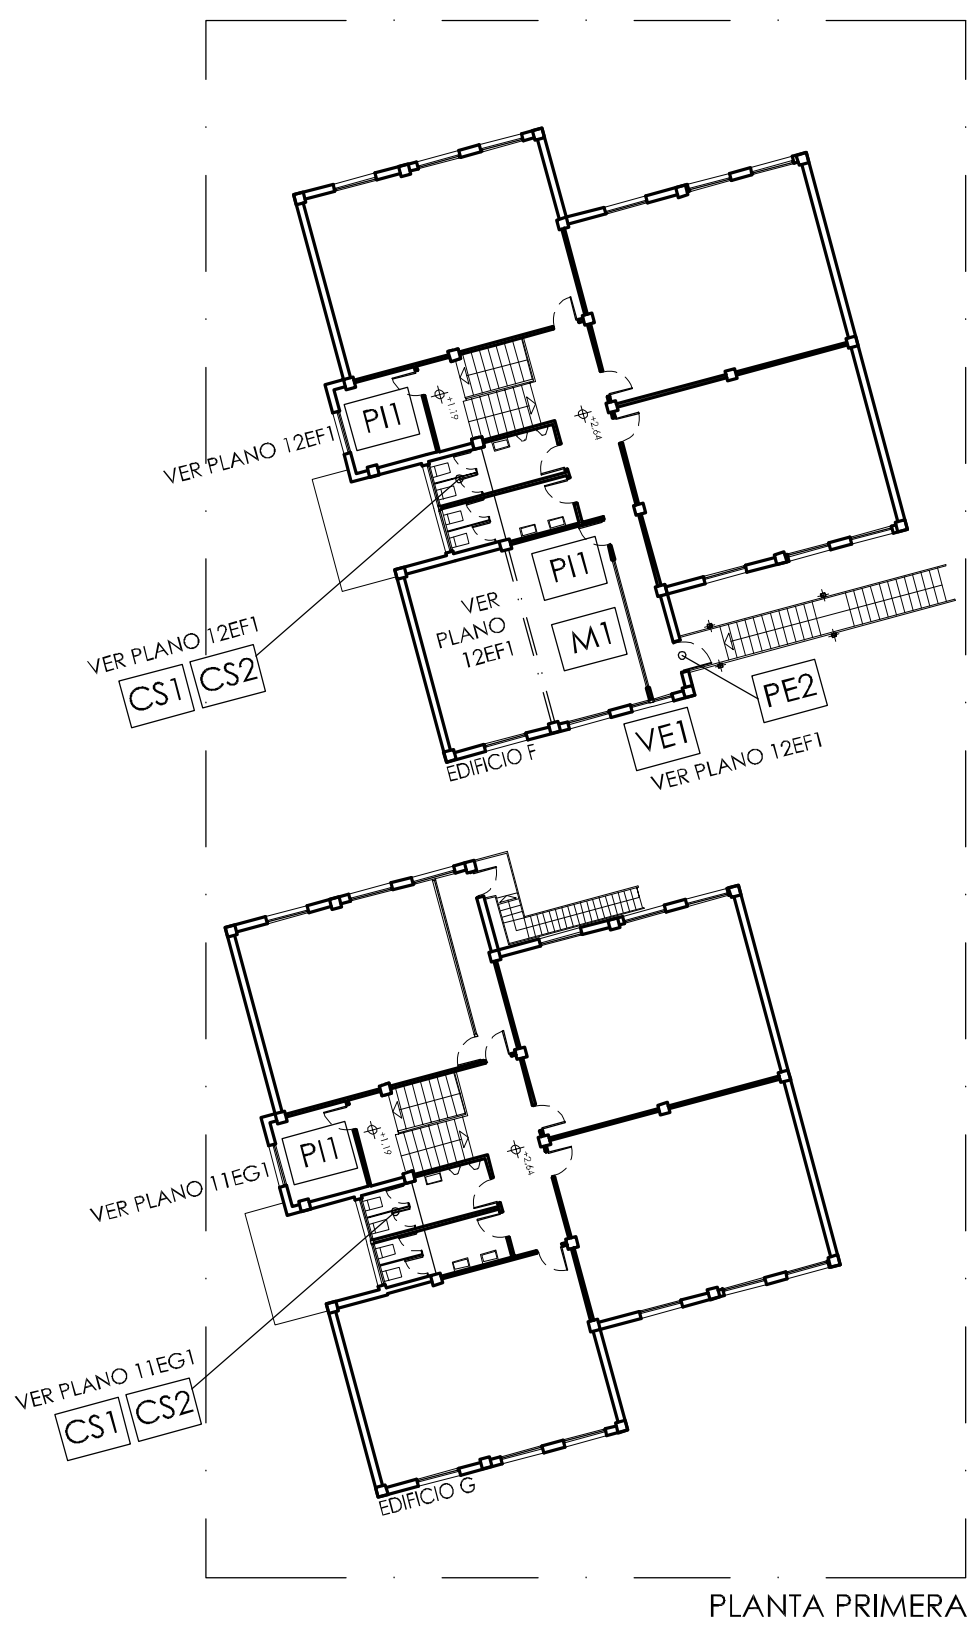 PI1
+1.19
+2.64
VER PLANO 12EF1
PI1
VER
PLANO
12EF1
M1
VER PLANO 12EF1
CS1 CS2
PE2
VE1
VER PLANO 12EF1
EDIFICIO F
PI1
+1.19
+2.64
VER PLANO 11EG1
VER PLANO 11EG1
CS1 CS2
EDIFICIO G
PLANTA PRIMERA